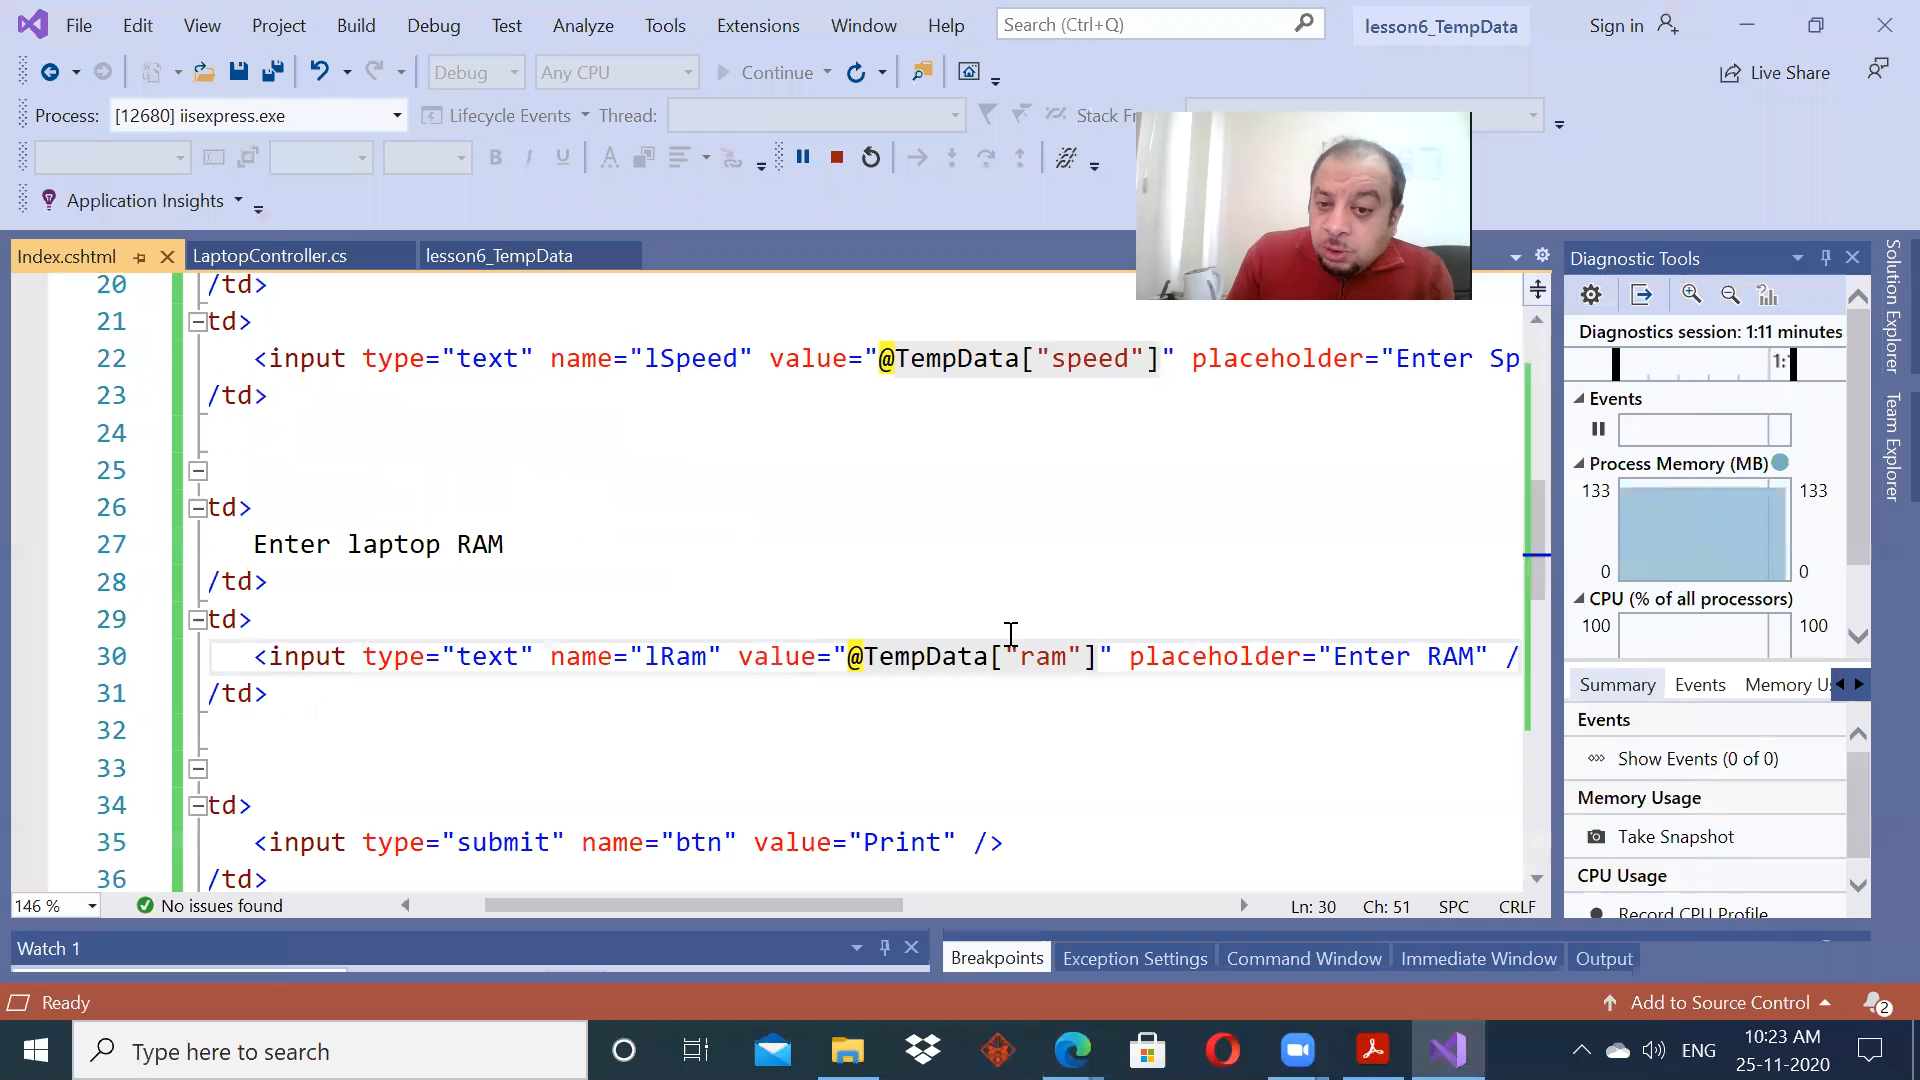 File Edit View Project Build Debug Test Analyze Tools Extensions Window Help Search (Ctrl+Q) lesson6_TempData Sign in
Debug Any CPU Continue Live Share
Process: [12680] iisexpress.exe Lifecycle Events Thread: Stack Fr
B I U A
Application Insights
Index.cshtml LaptopController.cs lesson6_TempData
20 /td>
21 td>
22 <input type="text" name="lSpeed" value="@TempData["speed"]" placeholder="Enter Sp
23 /td>
24
25
26 td>
27 Enter laptop RAM
28 /td>
29 td>
30 <input type="text" name="lRam" value="@TempData["ram"]" placeholder="Enter RAM" /
31 /td>
32
33
34 td>
35 <input type="submit" name="btn" value="Print" />
36 /td>
146 % No issues found Ln: 30 Ch: 51 SPC CRLF
Diagnostic Tools
Diagnostics session: 1:11 minutes
Events
Process Memory (MB)
133 133
0 0
CPU (% of all processors)
100 100
Summary Events Memory U
Events
Show Events (0 of 0)
Memory Usage
Take Snapshot
CPU Usage
Record CPU Profile
Solution Explorer
Team Explorer
Watch 1
Breakpoints Exception Settings Command Window Immediate Window Output
Ready Add to Source Control 2
Type here to search ENG
10:23 AM
25-11-2020